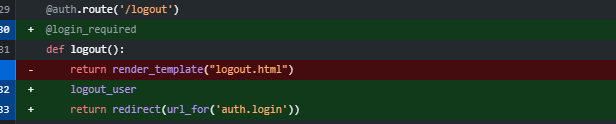 29 @auth.route('/logout')
30 + @login_required
31 def logout():
- return render_template("logout.html")
32 + logout_user
33 + return redirect(url_for('auth.login'))